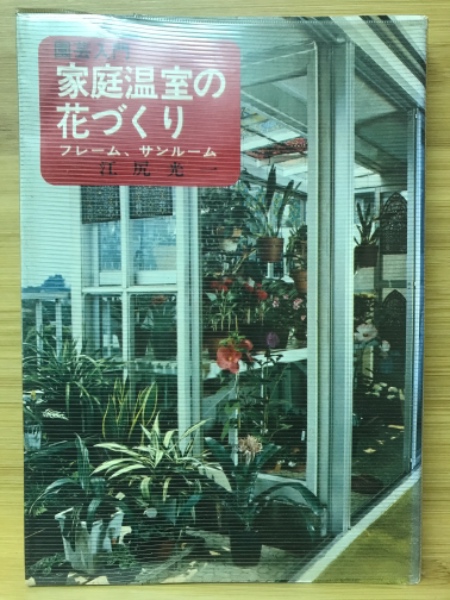 園芸入門
家庭温室の
花づくり
フレーム、サンルーム
江尻光一